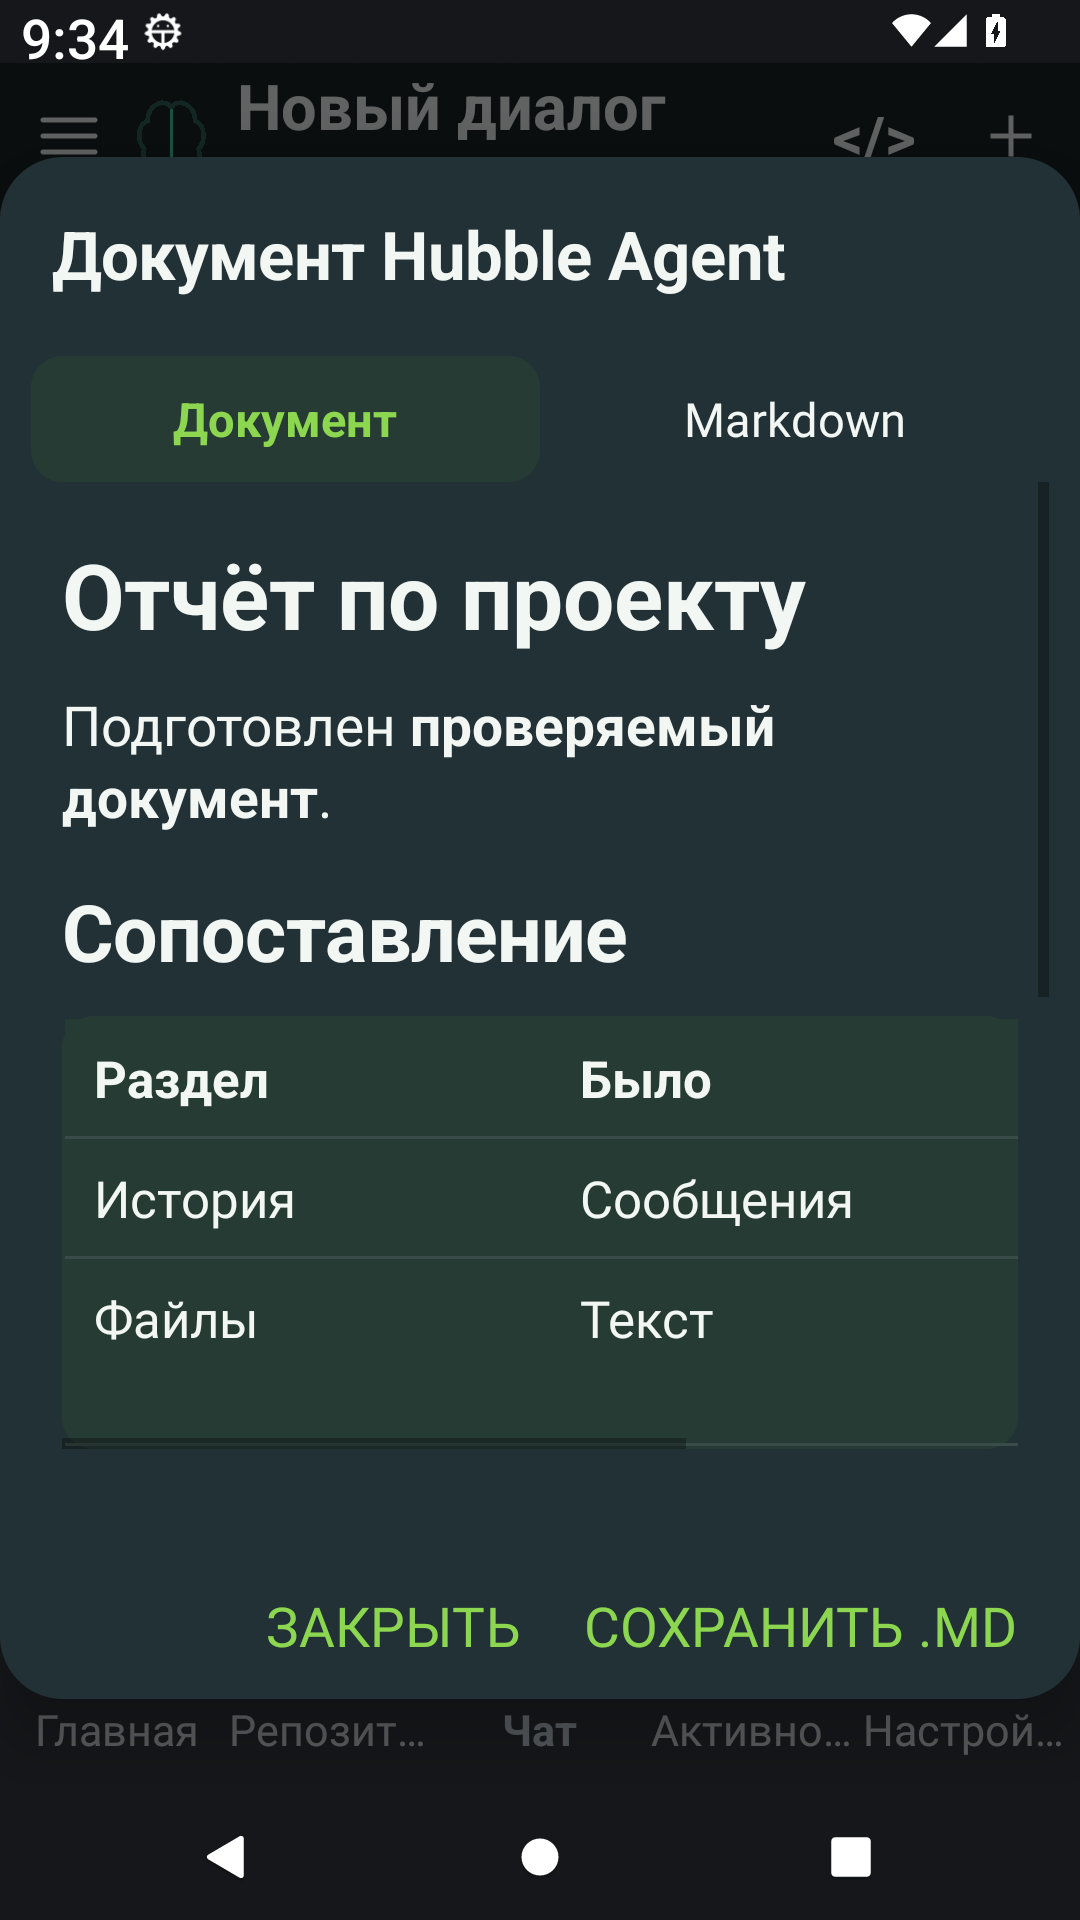 9:34
Новый диалог
</>
Документ Hubble Agent
Документ
Markdown
Отчёт по проекту
Подготовлен проверяемый
документ.
Сопоставление
Раздел Было
История Сообщения
Файлы Текст
ЗАКРЫТЬ СОХРАНИТЬ .MD
Главная Репозит... Чат Активно... Настрой...